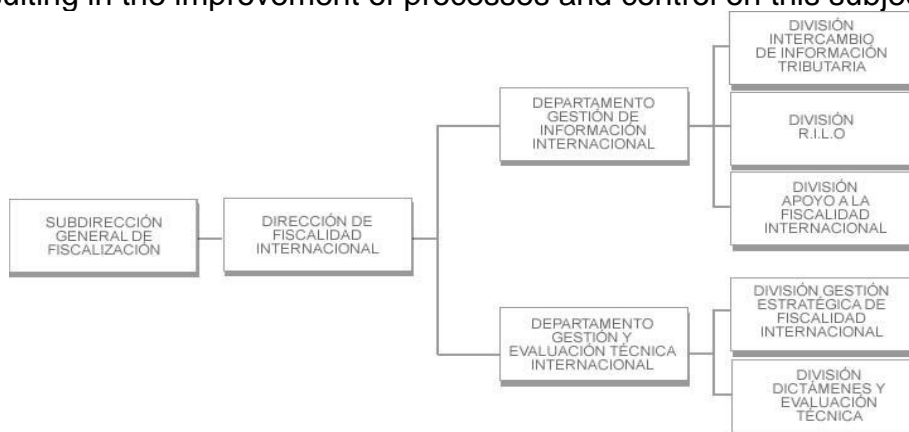 in the improvement of processes and control on this
SUBDIRECCIÓN
GENERAL DE
FISCALIZACIÓN
DIRECCIÓN DE
FISCALIDAD
INTERNACIONAL
DEPARTAMENTO
GESTIÓN DE
INFORMACIÓN
INTERNACIONAL
DIVISIÓN
INTERCAMBIO
DE INFORMACIÓN
TRIBUTARIA
DIVISIÓN
R.I.L.O
DIVISIÓN
APOYO A LA
FISCALIDAD
INTERNACIONAL
DEPARTAMENTO
GESTIÓN Y
EVALUACIÓN TÉCNICA
INTERNACIONAL
DIVISIÓN GESTIÓN
ESTRATÉGICA DE
FISCALIDAD
INTERNACIONAL
DIVISIÓN
DICTÁMENES Y
EVALUACIÓN
TÉCNICA